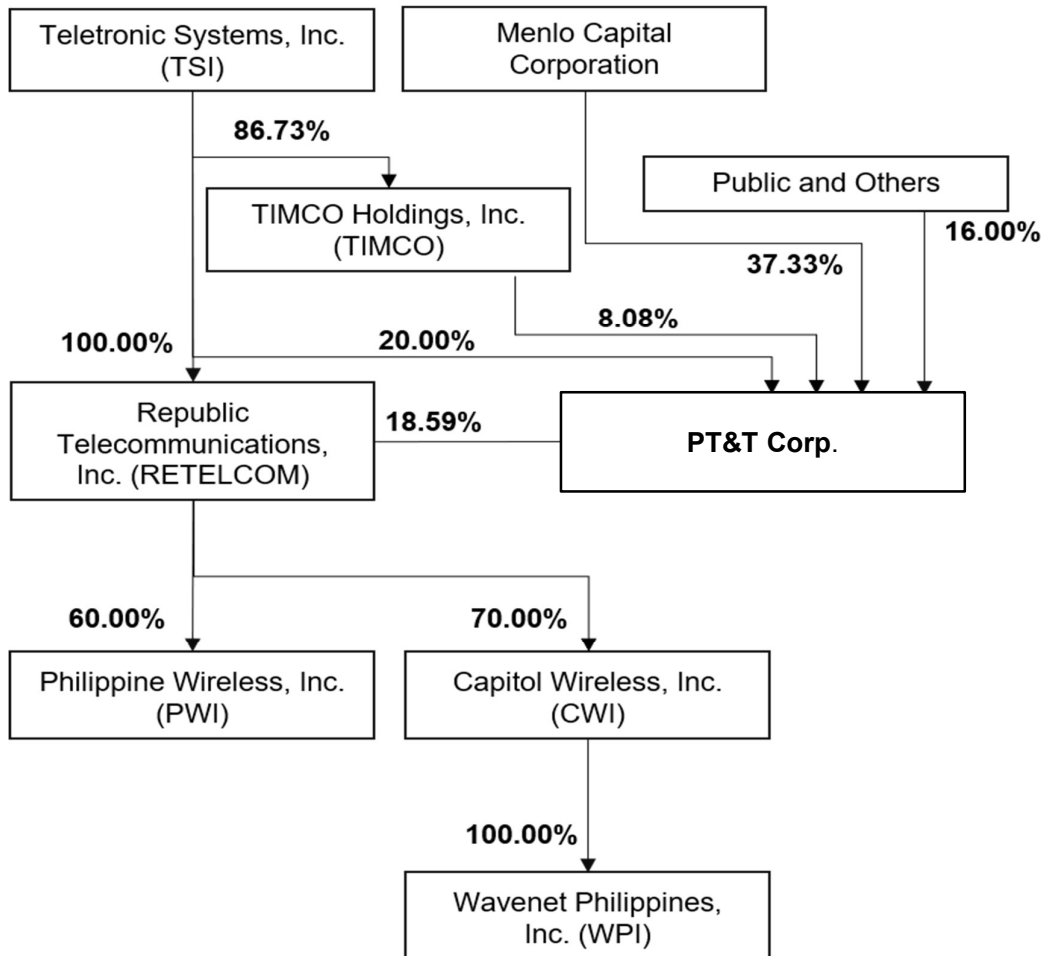 Teletronic Systems, Inc.
(TSI)
Menlo Capital
Corporation
86.73%
Public and Others
TIMCO Holdings, Inc.
(TIMCO)
16.00%
37.33%
8.08%
100.00%
20.00%
Republic
Telecommunications,
Inc. (RETELCOM)
18.59%
PT&T Corp.
60.00%
70.00%
Philippine Wireless, Inc.
(PWI)
Capitol Wireless, Inc.
(CWI)
100.00%
Wavenet Philippines,
Inc. (WPI)